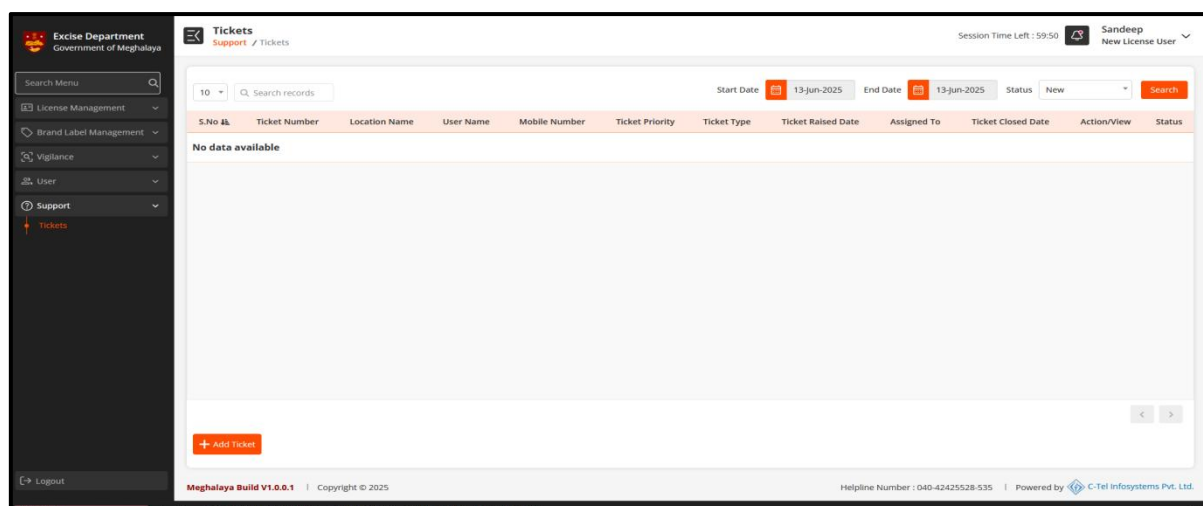 Excise Department
Government of Meghalaya
Search Menu
License Management
Brand Label Management
Vigilance
User
Support
Tickets
Logout
Tickets
Support / Tickets
Session Time Left : 59:50
Sandeep
New License User
10
Search records
Start Date 13-Jun-2025 End Date 13-Jun-2025 Status New Search
S.No Ticket Number Location Name User Name Mobile Number Ticket Priority Ticket Type Ticket Raised Date Assigned To Ticket Closed Date Action/View Status
No data available
+ Add Ticket
Meghalaya Build V1.0.0.1 | Copyright © 2025
Helpline Number : 040-42425528-535 | Powered by C-Tel Infosystems Pvt. Ltd.